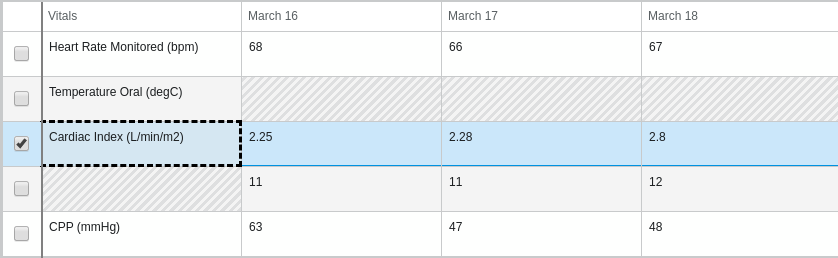 Vitals March 16 March 17 March 18
Heart Rate Monitored (bpm) 68 66 67
Temperature Oral (degC)
Cardiac Index (L/min/m2) 2.25 2.28 2.8
11 11 12
CPP (mmHg) 63 47 48